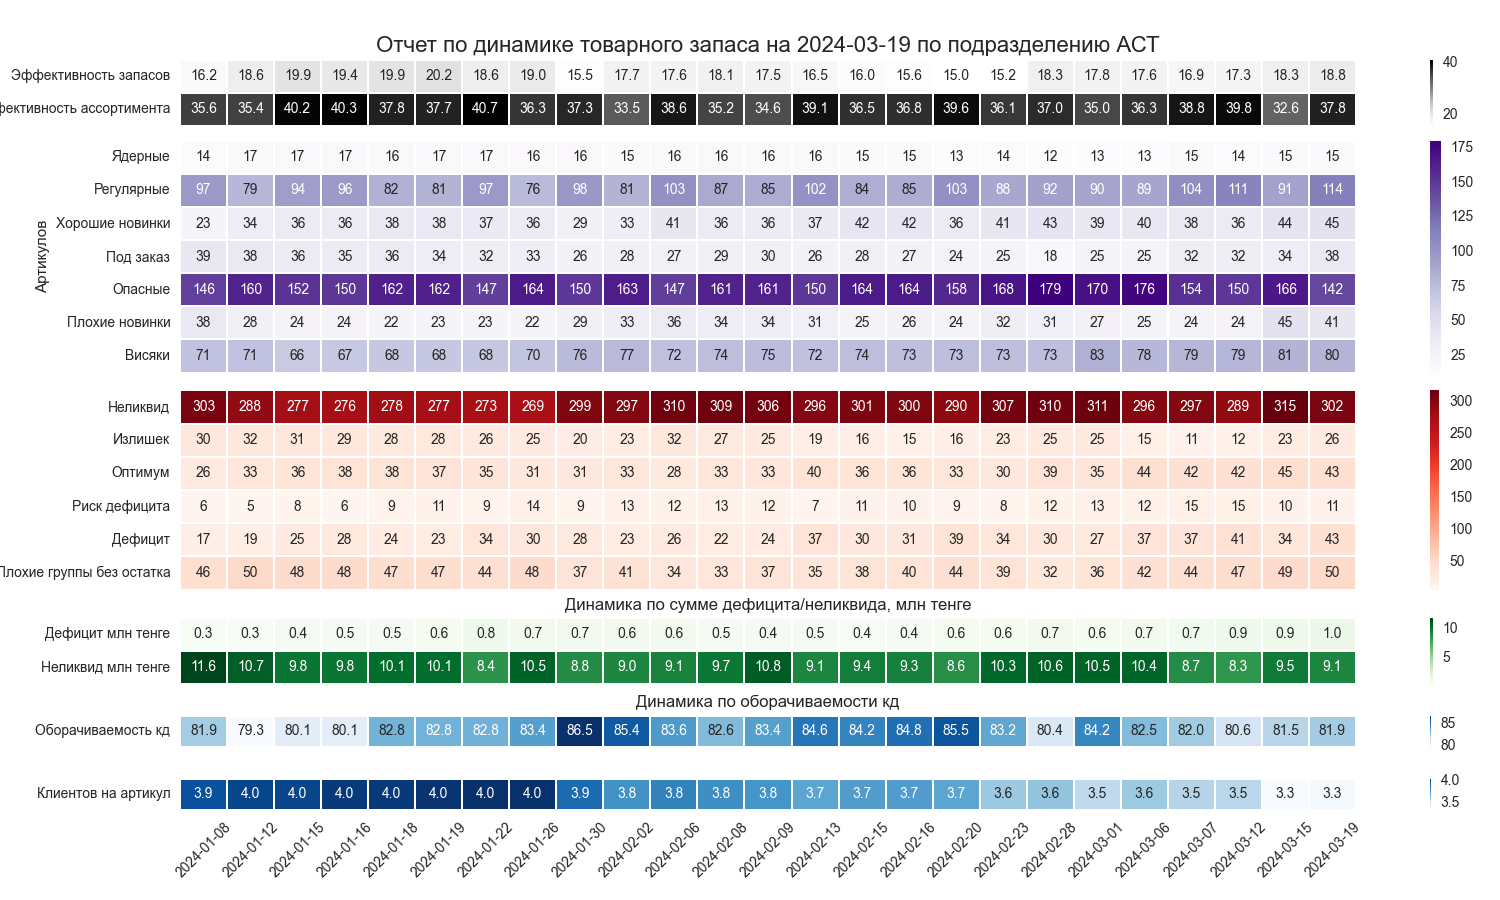 Отчет по динамике товарного запаса на 2024-03-19 по подразделению АСТ
Эффективность запасов 16.2 18.6 19.9 19.4 19.9 20.2 18.6 19.0 15.5 17.7 17.6 18.1 17.5 16.5 16.0 15.6 15.0 15.2 18.3 17.8 17.6 16.9 17.3 18.3 18.8
фективность ассортимента 35.6 35.4 40.2 40.3 37.8 37.7 40.7 36.3 37.3 33.5 38.6 35.2 34.6 39.1 36.5 36.8 39.6 36.1 37.0 35.0 36.3 38.8 39.8 32.6 37.8
40
20
Артикулов
Ядерные 14 17 17 17 16 17 17 16 16 15 16 16 16 16 15 15 13 14 12 13 13 15 14 15 15
Регулярные 97 79 94 96 82 81 97 76 98 81 103 87 85 102 84 85 103 88 92 90 89 104 111 91 114
Хорошие новинки 23 34 36 36 38 38 37 36 29 33 41 36 36 37 42 42 36 41 43 39 40 38 36 44 45
Под заказ 39 38 36 35 36 34 32 33 26 28 27 29 30 26 28 27 24 25 18 25 25 32 32 34 38
Опасные 146 160 152 150 162 162 147 164 150 163 147 161 161 150 164 164 158 168 179 170 176 154 150 166 142
Плохие новинки 38 28 24 24 22 23 23 22 29 33 36 34 34 31 25 26 24 32 31 27 25 24 24 45 41
Висяки 71 71 66 67 68 68 68 70 76 77 72 74 75 72 74 73 73 73 73 83 78 79 79 81 80
175
150
125
100
75
50
25
Неликвид 303 288 277 276 278 277 273 269 299 297 310 309 306 296 301 300 290 307 310 311 296 297 289 315 302
Излишек 30 32 31 29 28 28 26 25 20 23 32 27 25 19 16 15 16 23 25 25 15 11 12 23 26
Оптимум 26 33 36 38 38 37 35 31 31 33 28 33 33 40 36 36 33 30 39 35 44 42 42 45 43
Риск дефицита 6 5 8 6 9 11 9 14 9 13 12 13 12 7 11 10 9 8 12 13 12 15 15 10 11
Дефицит 17 19 25 28 24 23 34 30 28 23 26 22 24 37 30 31 39 34 30 27 37 37 41 34 43
Плохие группы без остатка 46 50 48 48 47 47 44 48 37 41 34 33 37 35 38 40 44 39 32 36 42 44 47 49 50
300
250
200
150
100
50
Динамика по сумме дефицита/неликвида, млн тенге
Дефицит млн тенге 0.3 0.3 0.4 0.5 0.5 0.6 0.8 0.7 0.7 0.6 0.6 0.5 0.4 0.5 0.4 0.4 0.6 0.6 0.7 0.6 0.7 0.7 0.9 0.9 1.0
Неликвид млн тенге 11.6 10.7 9.8 9.8 10.1 10.1 8.4 10.5 8.8 9.0 9.1 9.7 10.8 9.1 9.4 9.3 8.6 10.3 10.6 10.5 10.4 8.7 8.3 9.5 9.1
10
5
Динамика по оборачиваемости кд
Оборачиваемость кд 81.9 79.3 80.1 80.1 82.8 82.8 82.8 83.4 86.5 85.4 83.6 82.6 83.4 84.6 84.2 84.8 85.5 83.2 80.4 84.2 82.5 82.0 80.6 81.5 81.9
85
80
Клиентов на артикул 3.9 4.0 4.0 4.0 4.0 4.0 4.0 4.0 3.9 3.8 3.8 3.8 3.8 3.7 3.7 3.7 3.7 3.6 3.6 3.5 3.6 3.5 3.5 3.3 3.3
4.0
3.5
2024-01-08 2024-01-12 2024-01-15 2024-01-16 2024-01-18 2024-01-19 2024-01-22 2024-01-26 2024-01-30 2024-02-02 2024-02-06 2024-02-08 2024-02-09 2024-02-13 2024-02-15 2024-02-16 2024-02-20 2024-02-23 2024-02-28 2024-03-01 2024-03-06 2024-03-07 2024-03-12 2024-03-15 2024-03-19